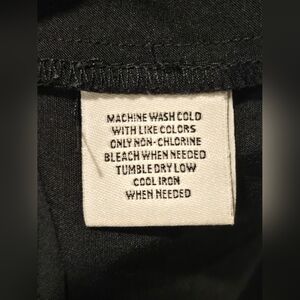 MACHINE WASH COLD
WITH LIKE COLORS
ONLY NON-CHLORINE
BLEACH WHEN NEEDED
TUMBLE DRY LOW
COOL IRON
WHEN NEEDED